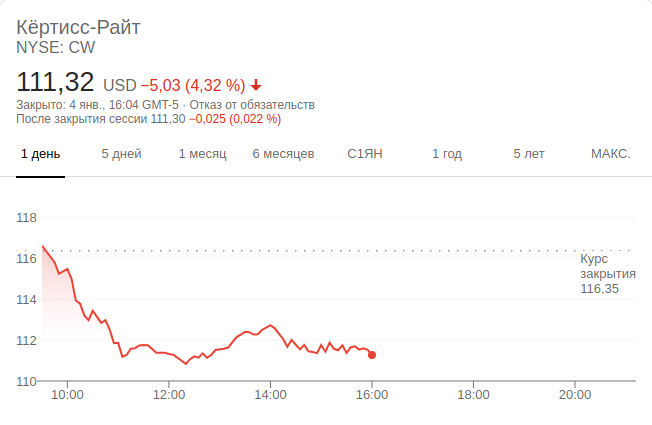 Кёртисс-Райт
NYSE: CW
111,32 USD −5,03 (4,32 %)
Закрыто: 4 янв., 16:04 GMT-5 · Отказ от обязательств
После закрытия сессии 111,30 −0,025 (0,022 %)
1 день 5 дней 1 месяц 6 месяцев С1ЯН 1 год 5 лет МАКС.
118
116
114
112
110
Курс
закрытия
116,35
10:00 12:00 14:00 16:00 18:00 20:00